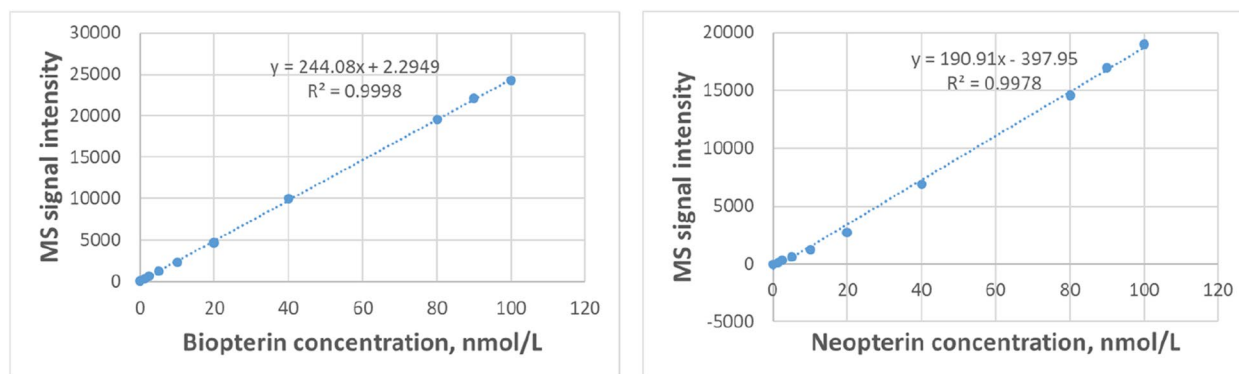 MS signal intensity
30000
25000
20000
15000
10000
5000
0
y = 244.08x + 2.2949
R² = 0.9998
0 20 40 60 80 100 120
Biopterin concentration, nmol/L
MS signal intensity
20000
15000
10000
5000
0
-5000
y = 190.91x - 397.95
R² = 0.9978
0 20 40 60 80 100 120
Neopterin concentration, nmol/L